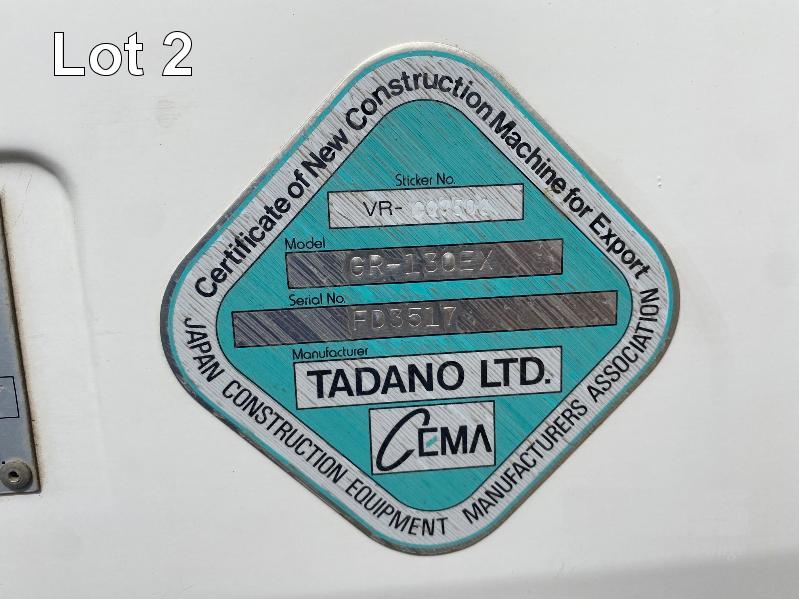 Lot 2
Certificate of New Construction Machine for Export
Sticker No.
VR-
Model
GR-130EX
Serial No.
FD3517
Manufacturer
TADANO LTD.
CEMA
JAPAN CONSTRUCTION EQUIPMENT MANUFACTURERS ASSOCIATION